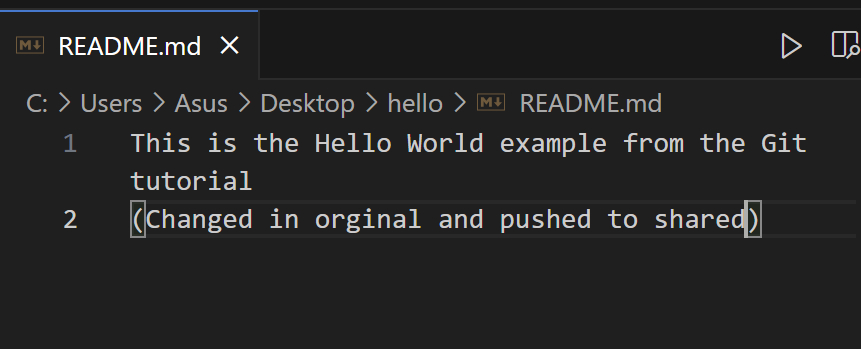 README.md
C: > Users > Asus > Desktop > hello > README.md
1 This is the Hello World example from the Git
tutorial
2 (Changed in orginal and pushed to shared)